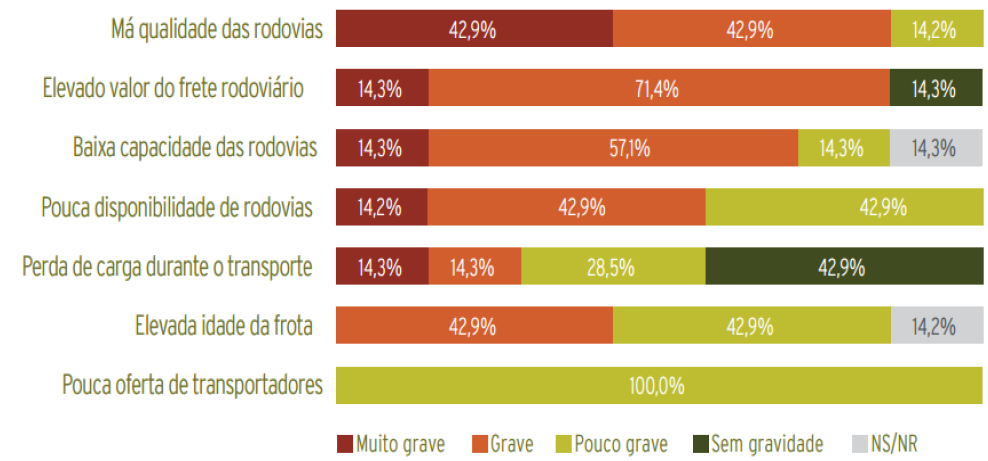 Má qualidade das rodovias 42,9% 42,9% 14,2%
Elevado valor do frete rodoviário 14,3% 71,4% 14,3%
Baixa capacidade das rodovias 14,3% 57,1% 14,3% 14,3%
Pouca disponibilidade de rodovias 14,2% 42,9% 42,9%
Perda de carga durante o transporte 14,3% 14,3% 28,5% 42,9%
Elevada idade da frota 42,9% 42,9% 14,2%
Pouca oferta de transportadores 100,0%
Muito grave Grave Pouco grave Sem gravidade NS/NR